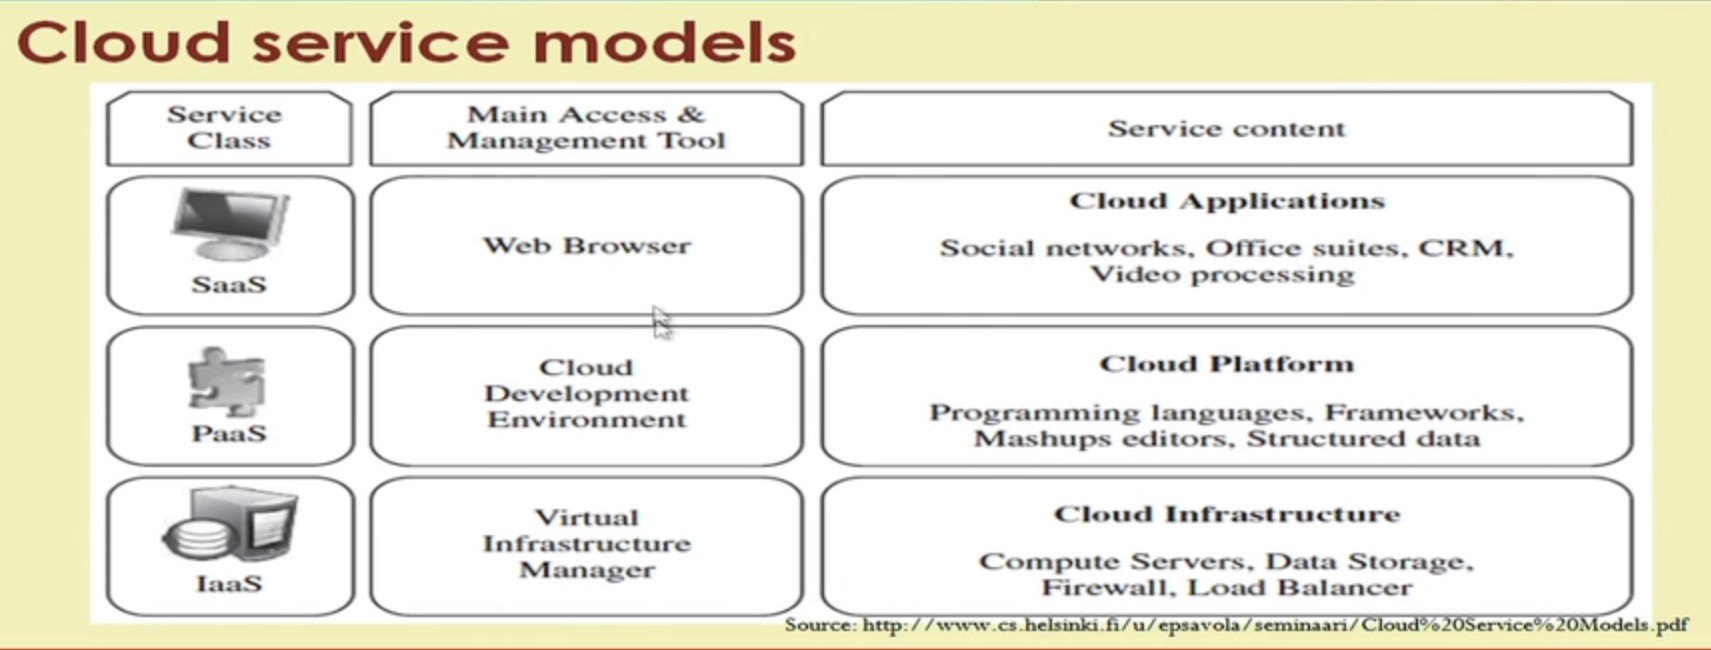 Cloud service models
Service
Class
Main Access &
Management Tool
Service content
SaaS
Web Browser
Cloud Applications
Social networks, Office suites, CRM,
Video processing
PaaS
Cloud
Development
Environment
Cloud Platform
Programming languages, Frameworks,
Mashups editors, Structured data
IaaS
Virtual
Infrastructure
Manager
Cloud Infrastructure
Compute Servers, Data Storage,
Firewall, Load Balancer
Source: http://www.cs.helsinki.fi/u/epsavola/seminaari/Cloud%20Service%20Models.pdf